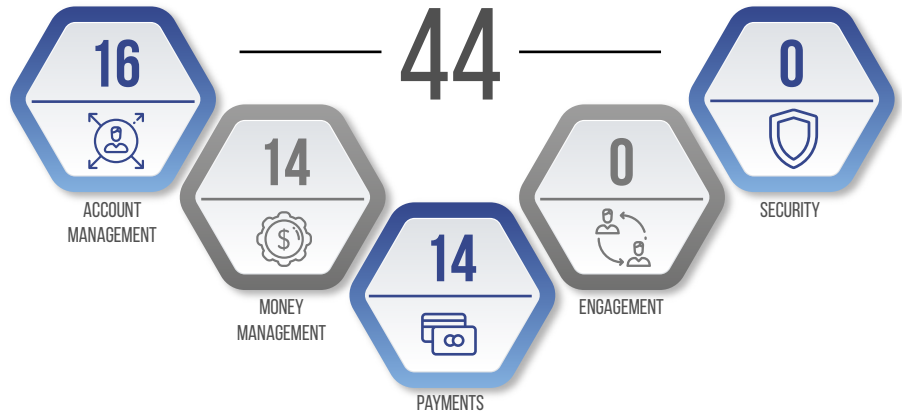 44
16
ACCOUNT
MANAGEMENT
14
$
MONEY
MANAGEMENT
14
PAYMENTS
0
ENGAGEMENT
0
SECURITY